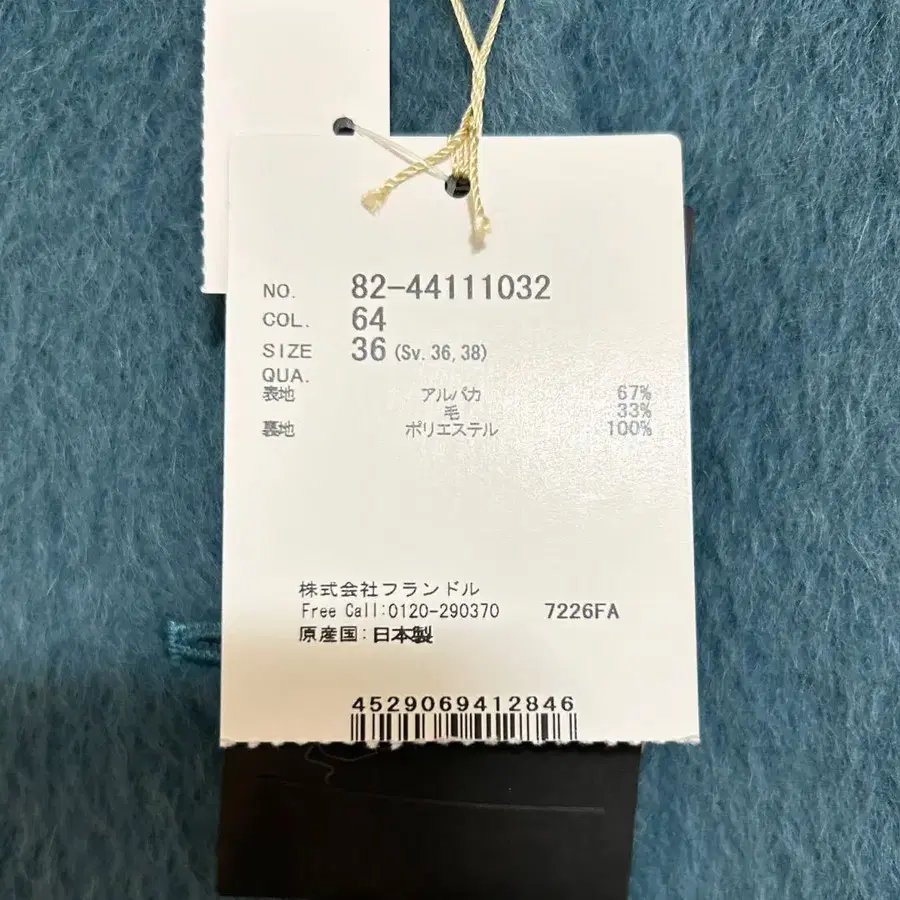 NO. 82-44111032
COL. 64
SIZE 36 (Sv. 36, 38)
QUA.
表地 アルパカ 67%
毛 33%
裏地 ポリエステル 100%
株式会社フランドル
Free Call:0120-290370 7226FA
原産国:日本製
4529069412846